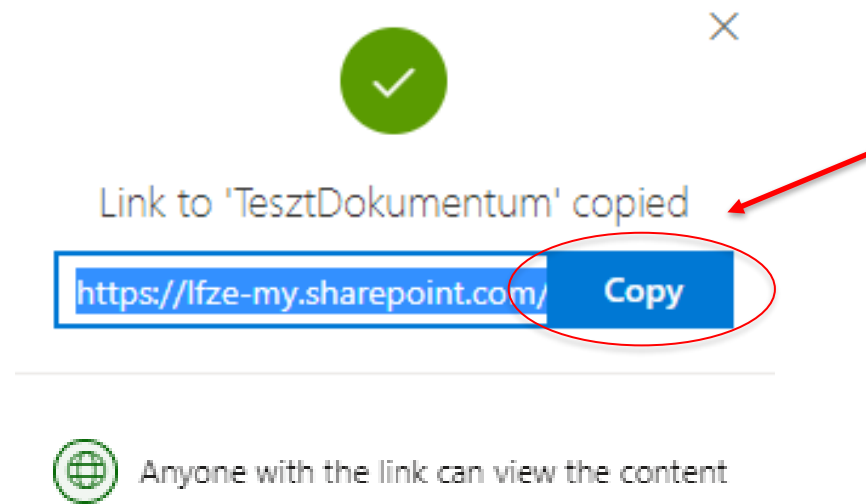 Link to 'TesztDokumentum' copied
https://lfze-my.sharepoint.com/ Copy
Anyone with the link can view the content